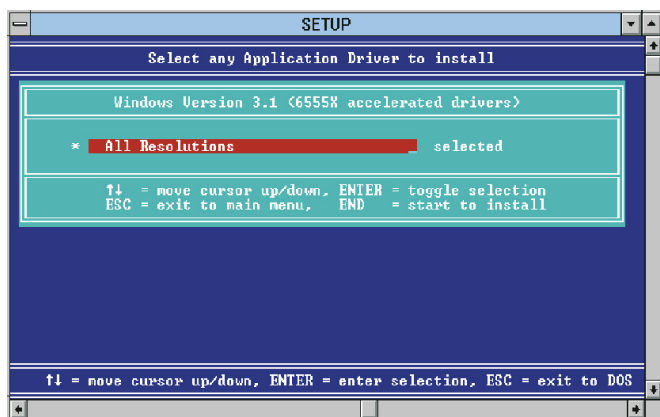 SETUP
Select any Application Driver to install
Windows Version 3.1 (6555X accelerated drivers)
* All Resolutions _ selected
↑↓ = move cursor up/down, ENTER = toggle selection
ESC = exit to main menu, END = start to install
↑↓ = move cursor up/down, ENTER = enter selection, ESC = exit to DOS